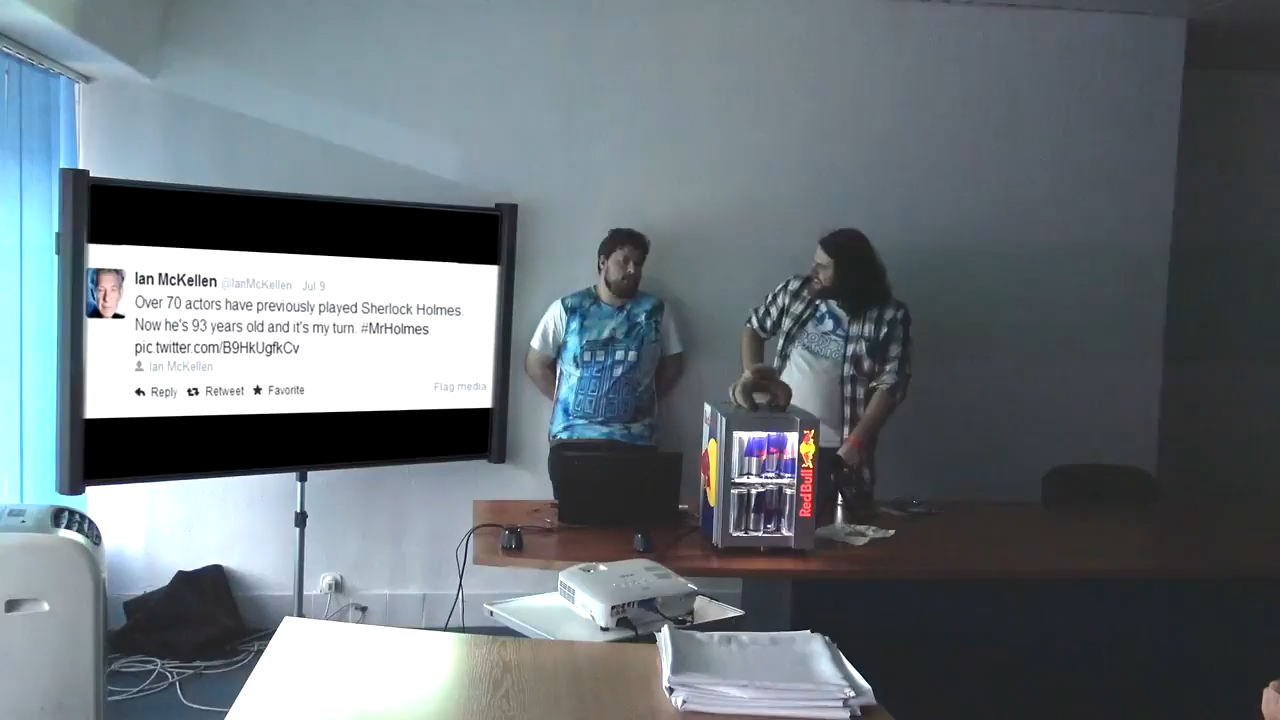 Ian McKellen @IanMcKellen Jul 9
Over 70 actors have previously played Sherlock Holmes.
Now he's 93 years old and it's my turn. #MrHolmes
pic.twitter.com/B9HkUgfkCv
Ian McKellen
Reply Retweet Favorite Flag media
Red Bull